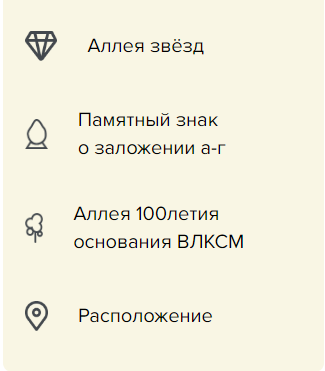 Аллея звёзд
Памятный знак
о заложении а-г
Аллея 100летия
основания ВЛКСМ
Расположение